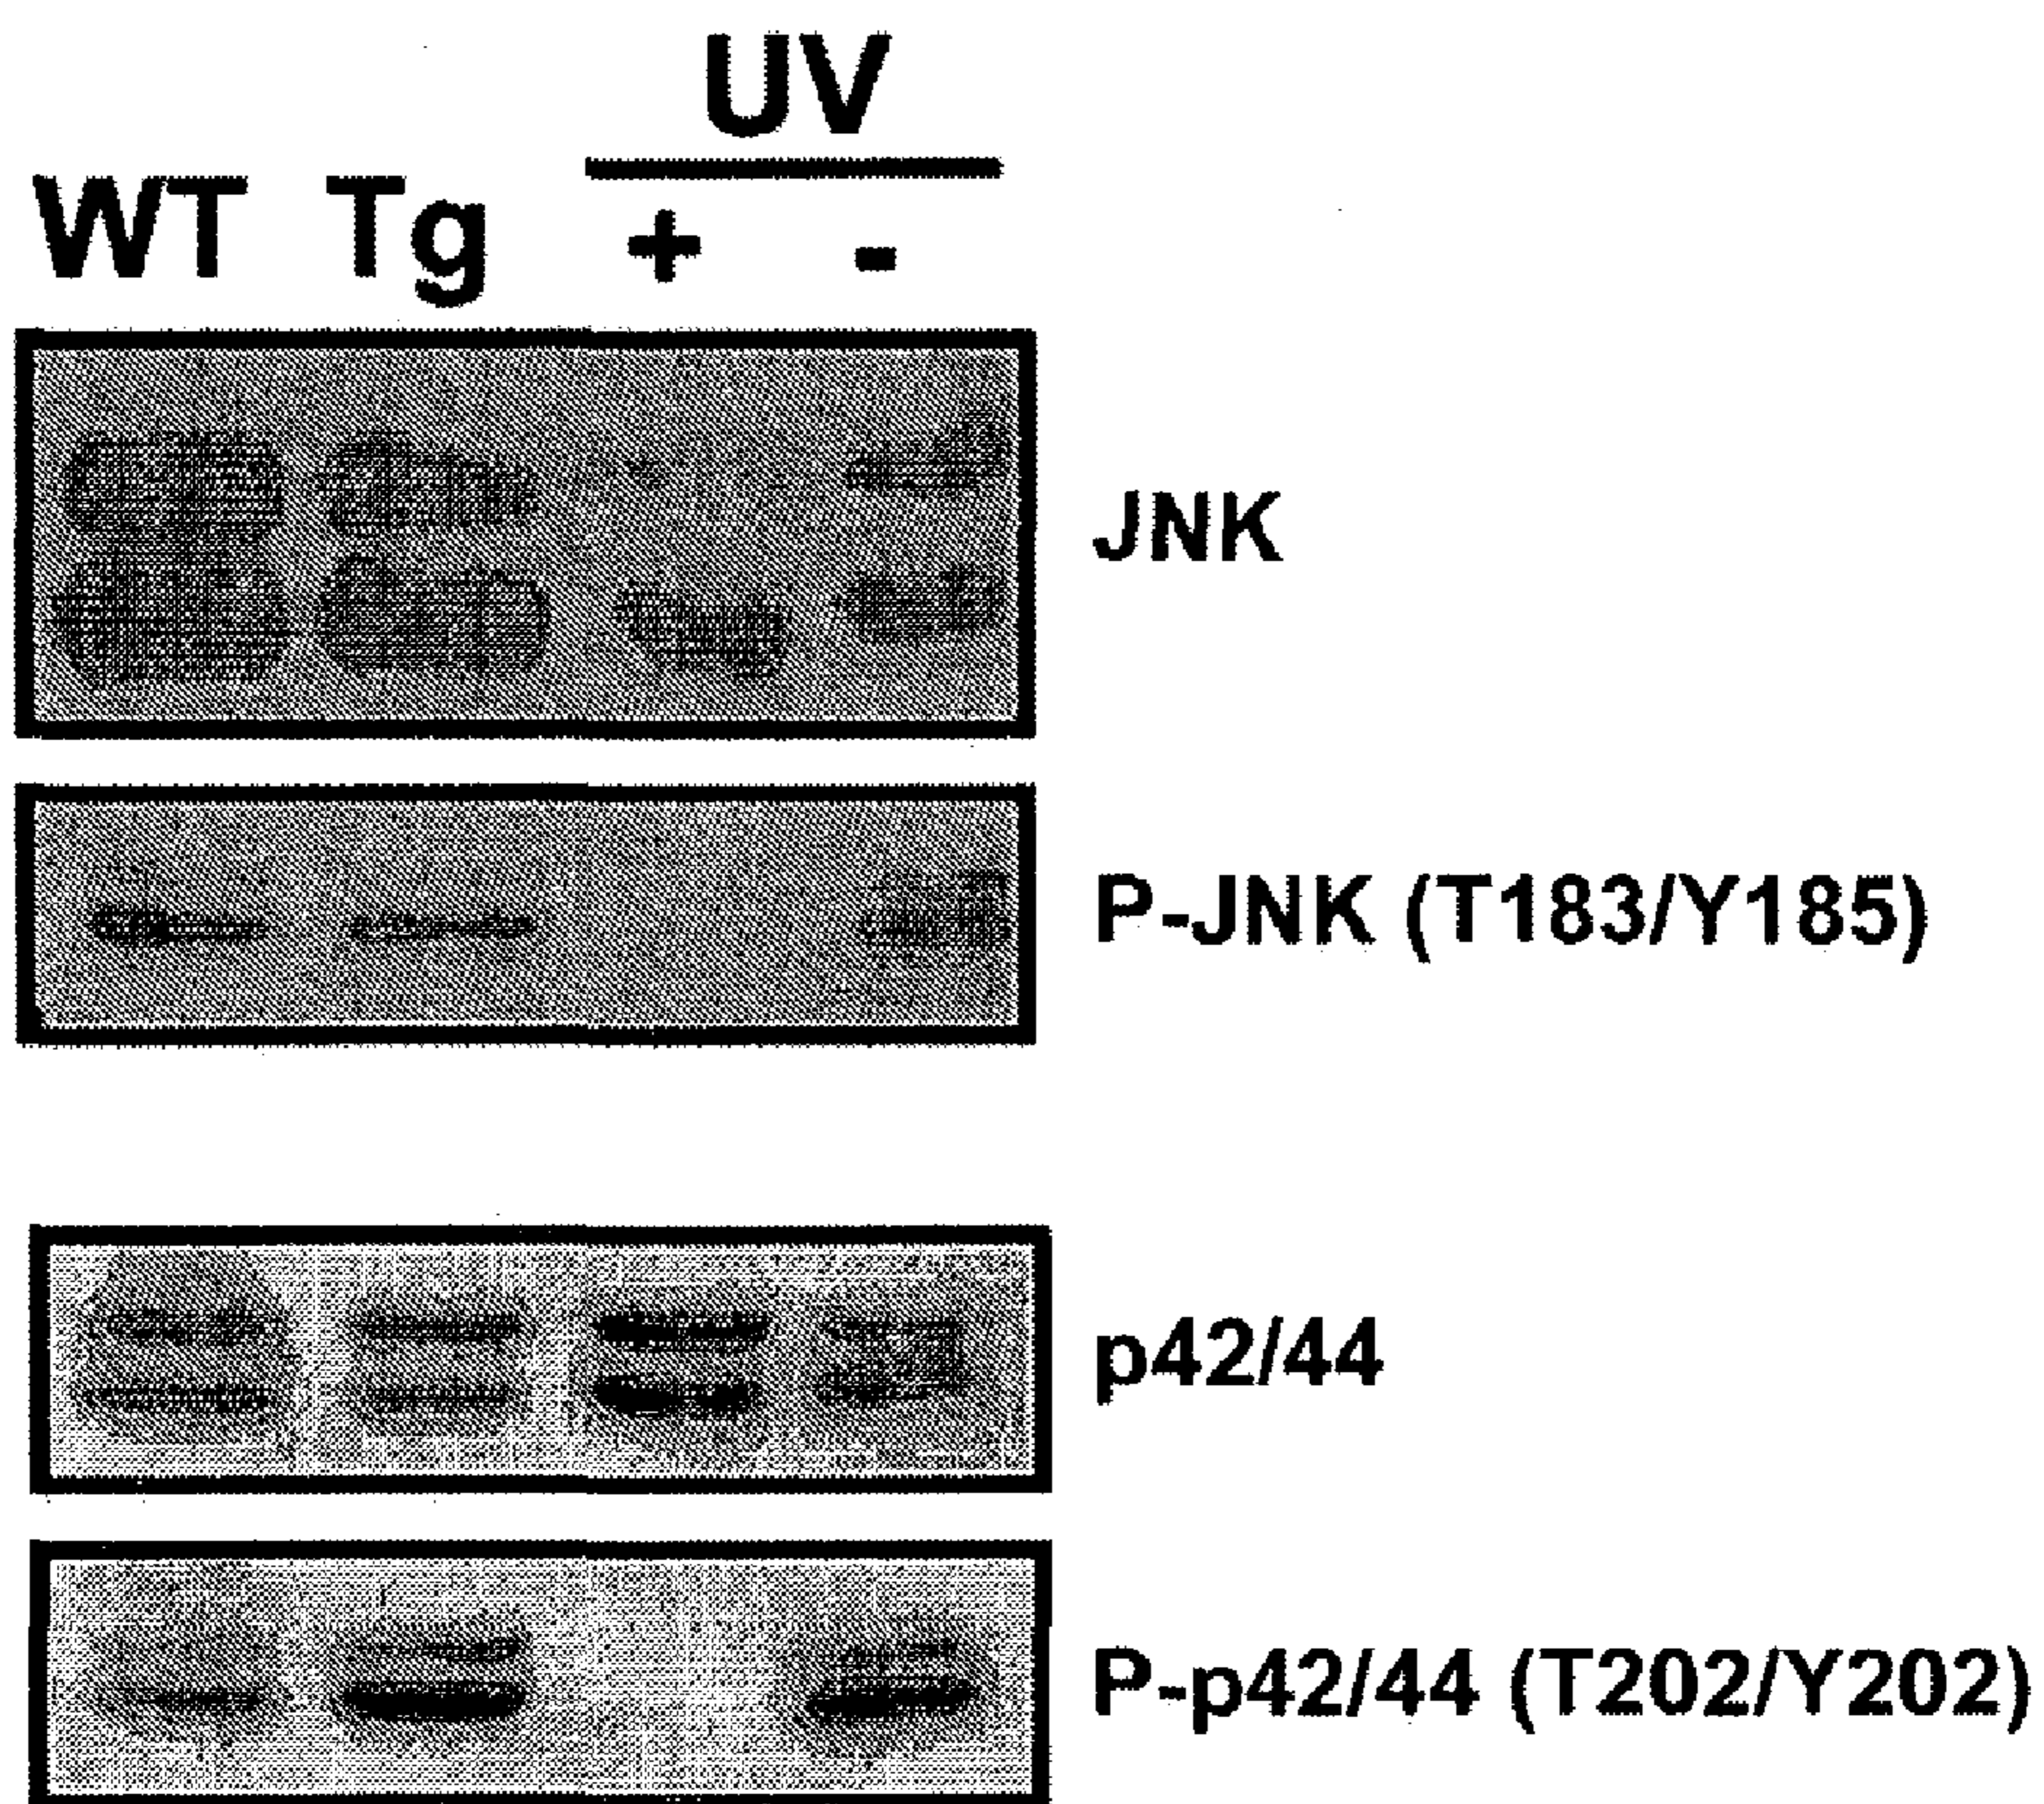 UV
WT Tg + -
JNK
P-JNK (T183/Y185)
p42/44
P-p42/44 (T202/Y202)